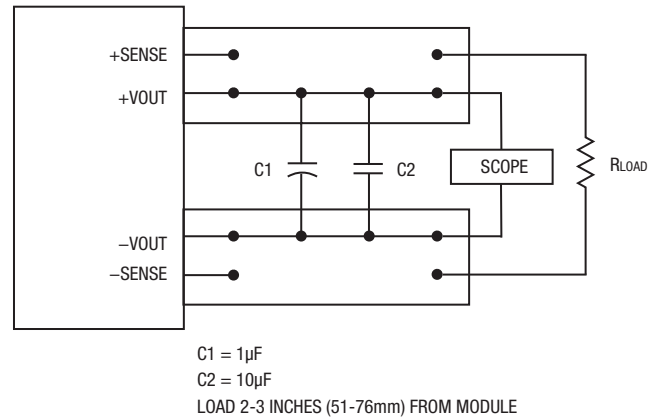 +SENSE
+VOUT
C1
C2
SCOPE
RLOAD
−VOUT
−SENSE
C1 = 1µF
C2 = 10µF
LOAD 2-3 INCHES (51-76mm) FROM MODULE